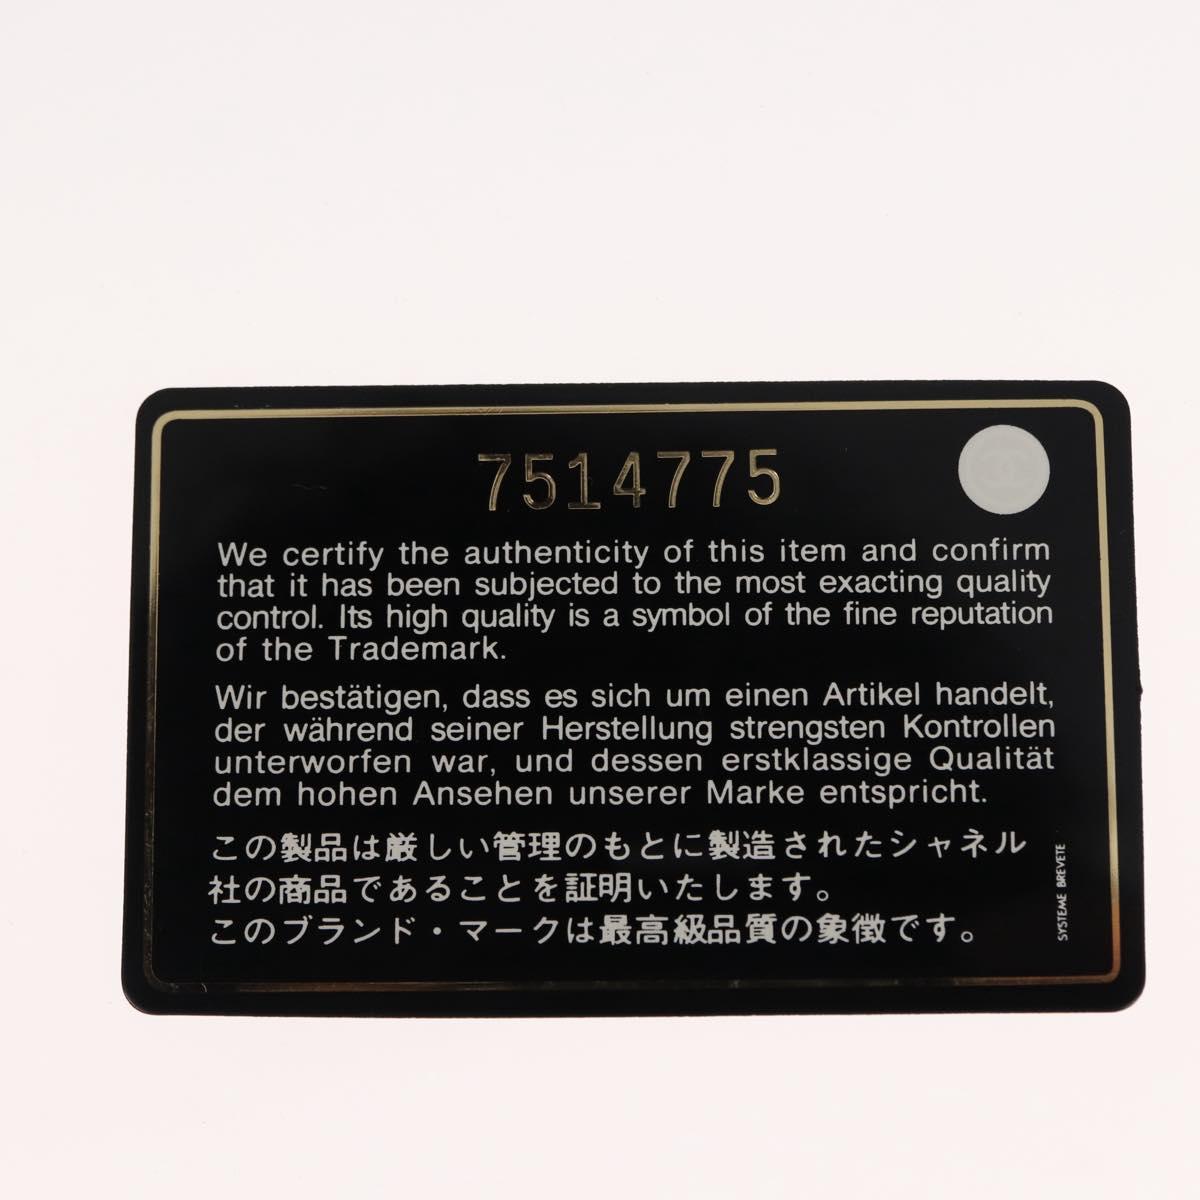 7514775
We certify the authenticity of this item and confirm
that it has been subjected to the most exacting quality
control. Its high quality is a symbol of the fine reputation
of the Trademark.
Wir bestätigen, dass es sich um einen Artikel handelt,
der während seiner Herstellung strengsten Kontrollen
unterworfen war, und dessen erstklassige Qualität
dem hohen Ansehen unserer Marke entspricht.
この製品は厳しい管理のもとに製造されたシャネル
社の商品であることを証明いたします。
このブランド・マークは最高級品質の象徴です。
SYSTEME BREVETE